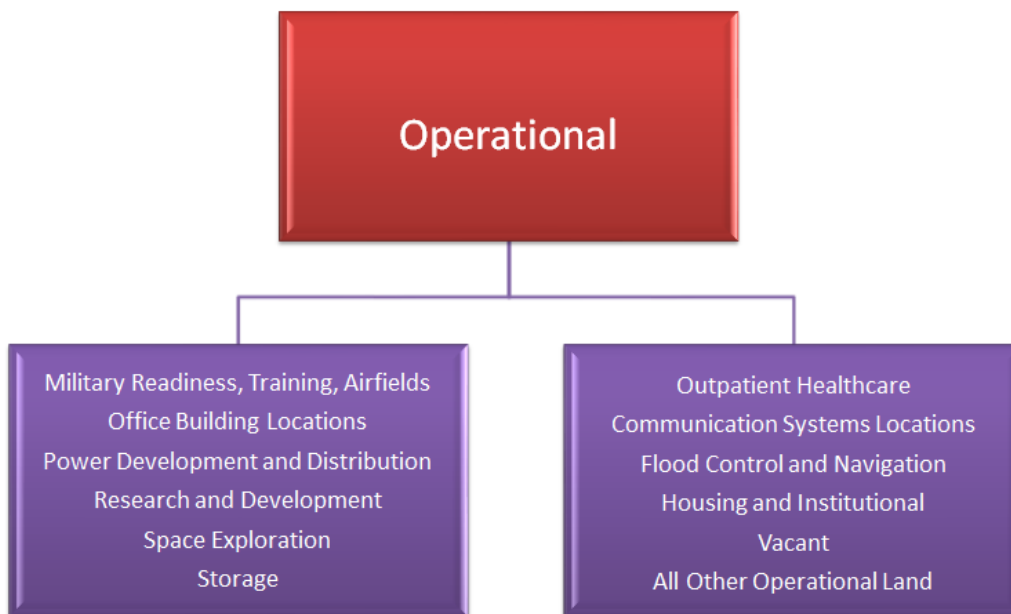 Operational
Military Readiness, Training, Airfields
Office Building Locations
Power Development and Distribution
Research and Development
Space Exploration
Storage
Outpatient Healthcare
Communication Systems Locations
Flood Control and Navigation
Housing and Institutional
Vacant
All Other Operational Land